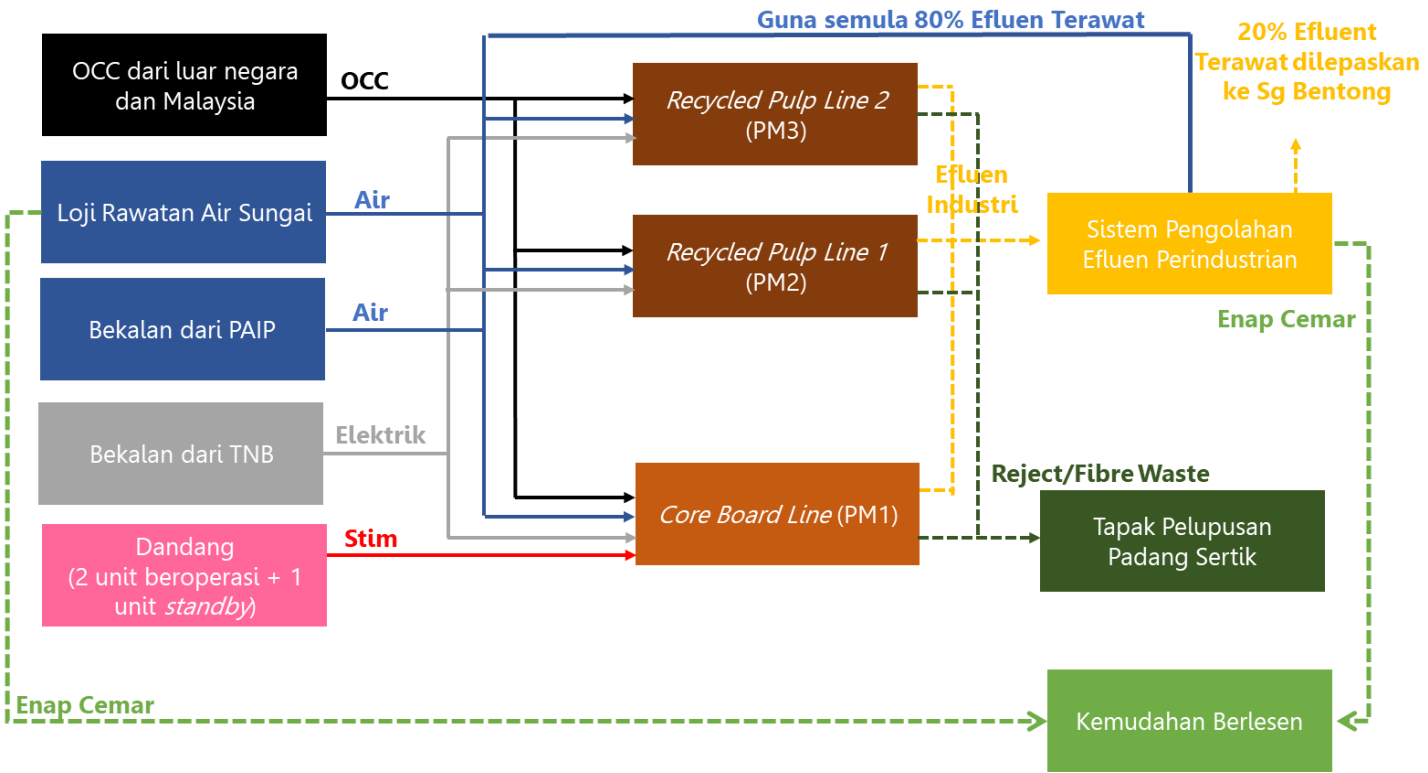 Guna semula 80% Efluen Terawat
20% Efluent
Terawat dilepaskan
ke Sg Bentong
OCC dari luar negara
dan Malaysia
OCC
Recycled Pulp Line 2
(PM3)
Loji Rawatan Air Sungai
Air
Efluen
Industri
Sistem Pengolahan
Efluen Perindustrian
Recycled Pulp Line 1
(PM2)
Bekalan dari PAIP
Air
Enap Cemar
Bekalan dari TNB
Elektrik
Core Board Line (PM1)
Reject/Fibre Waste
Tapak Pelupusan
Padang Sertik
Dandang
(2 unit beroperasi + 1
unit standby)
Stim
Enap Cemar
Kemudahan Berlesen